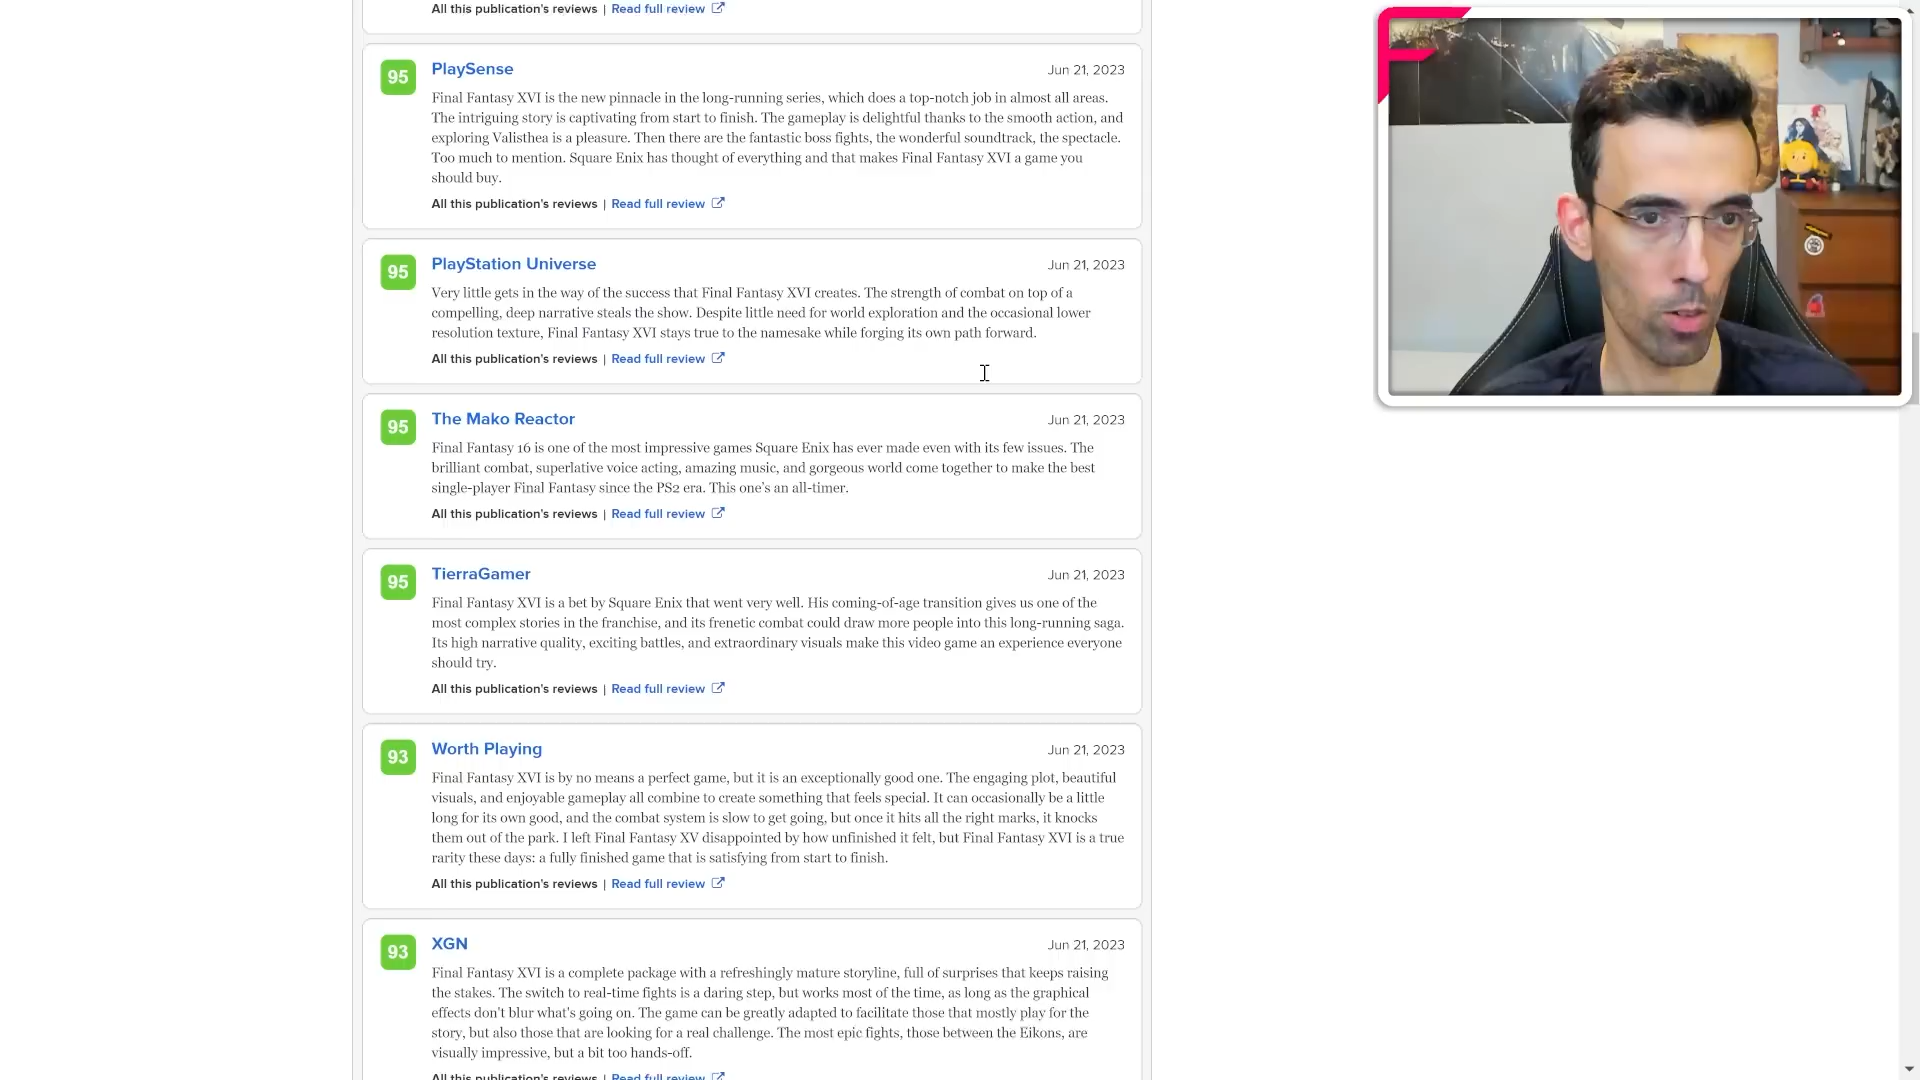 All this publication's reviews | Read full review
95
PlaySense
Jun 21, 2023
Final Fantasy XVI is the new pinnacle in the long-running series, which does a top-notch job in almost all areas.
The intriguing story is captivating from start to finish. The gameplay is delightful thanks to the smooth action, and
exploring Valisthea is a pleasure. Then there are the fantastic boss fights, the wonderful soundtrack, the spectacle.
Too much to mention. Square Enix has thought of everything and that makes Final Fantasy XVI a game you
should buy.
All this publication's reviews | Read full review
95
PlayStation Universe
Jun 21, 2023
Very little gets in the way of the success that Final Fantasy XVI creates. The strength of combat on top of a
compelling, deep narrative steals the show. Despite little need for world exploration and the occasional lower
resolution texture, Final Fantasy XVI stays true to the namesake while forging its own path forward.
All this publication's reviews | Read full review
95
The Mako Reactor
Jun 21, 2023
Final Fantasy 16 is one of the most impressive games Square Enix has ever made even with its few issues. The
brilliant combat, superlative voice acting, amazing music, and gorgeous world come together to make the best
single-player Final Fantasy since the PS2 era. This one's an all-timer.
All this publication's reviews | Read full review
95
TierraGamer
Jun 21, 2023
Final Fantasy XVI is a bet by Square Enix that went very well. His coming-of-age transition gives us one of the
most complex stories in the franchise, and its frenetic combat could draw more people into this long-running saga.
Its high narrative quality, exciting battles, and extraordinary visuals make this video game an experience everyone
should try.
All this publication's reviews | Read full review
93
Worth Playing
Jun 21, 2023
Final Fantasy XVI is by no means a perfect game, but it is an exceptionally good one. The engaging plot, beautiful
visuals, and enjoyable gameplay all combine to create something that feels special. It can occasionally be a little
long for its own good, and the combat system is slow to get going, but once it hits all the right marks, it knocks
them out of the park. I left Final Fantasy XV disappointed by how unfinished it felt, but Final Fantasy XVI is a true
rarity these days: a fully finished game that is satisfying from start to finish.
All this publication's reviews | Read full review
93
XGN
Jun 21, 2023
Final Fantasy XVI is a complete package with a refreshingly mature storyline, full of surprises that keeps raising
the stakes. The switch to real-time fights is a daring step, but works most of the time, as long as the graphical
effects don't blur what's going on. The game can be greatly adapted to facilitate those that mostly play for the
story, but also those that are looking for a real challenge. The most epic fights, those between the Eikons, are
visually impressive, but a bit too hands-off.
All this publication's reviews | Read full review